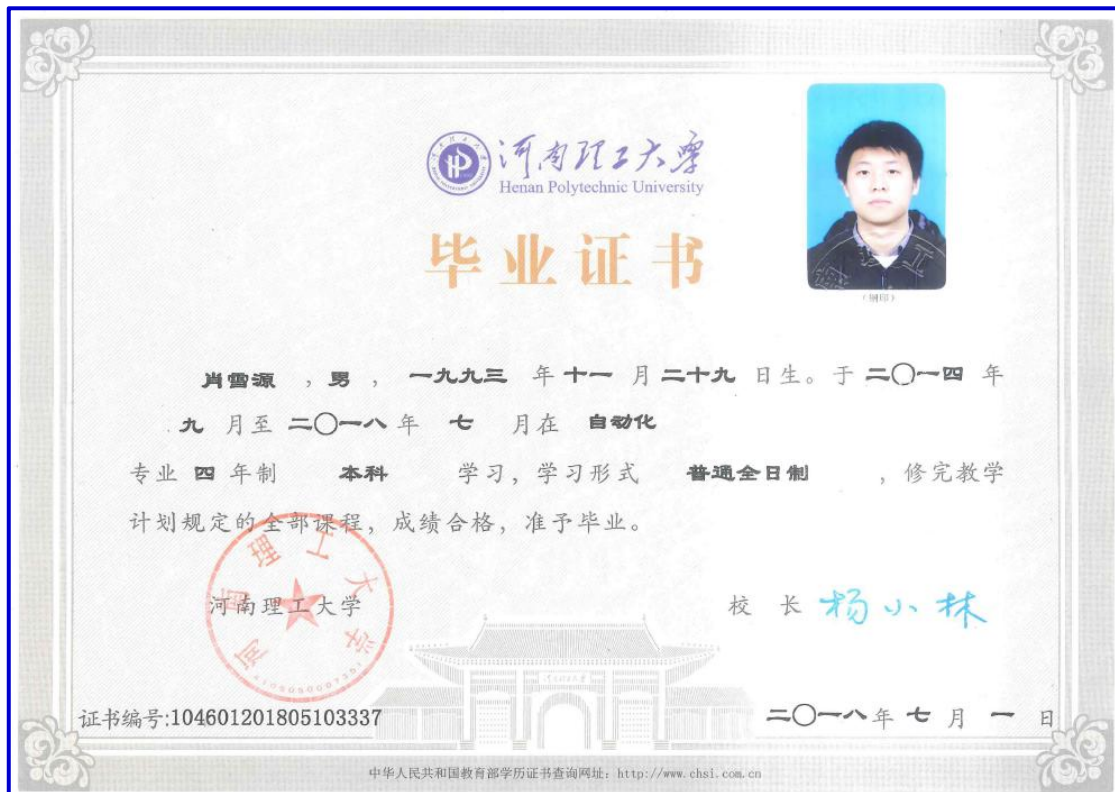 河南理工大学
Henan Polytechnic University
毕业证书
(钢印)
肖雪源 ,男, 一九九三 年 十一 月 二十九 日生。于 二〇一四 年
九 月至 二〇一八 年 七 月在 自动化
专业 四 年制 本科 学习,学习形式 普通全日制 ,修完教学
计划规定的全部课程,成绩合格,准予毕业。
河南理工大学
河南理工大学 校 长 杨小林
证书编号:104601201805103337 二〇一八年 七 月 一 日
中华人民共和国教育部学历证书查询网址:http://www.chsi.com.cn